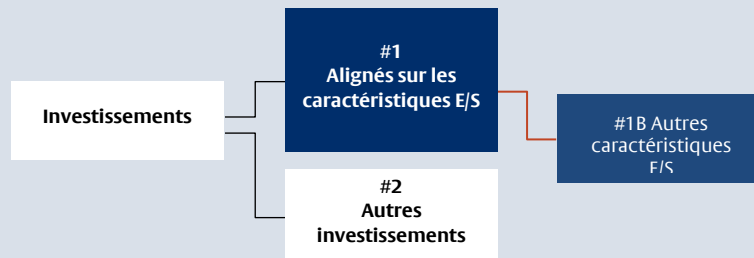 Investissements
#1
Alignés sur les
caractéristiques E/S
#2
Autres
investissements
#1B Autres
caractéristiques
E/S